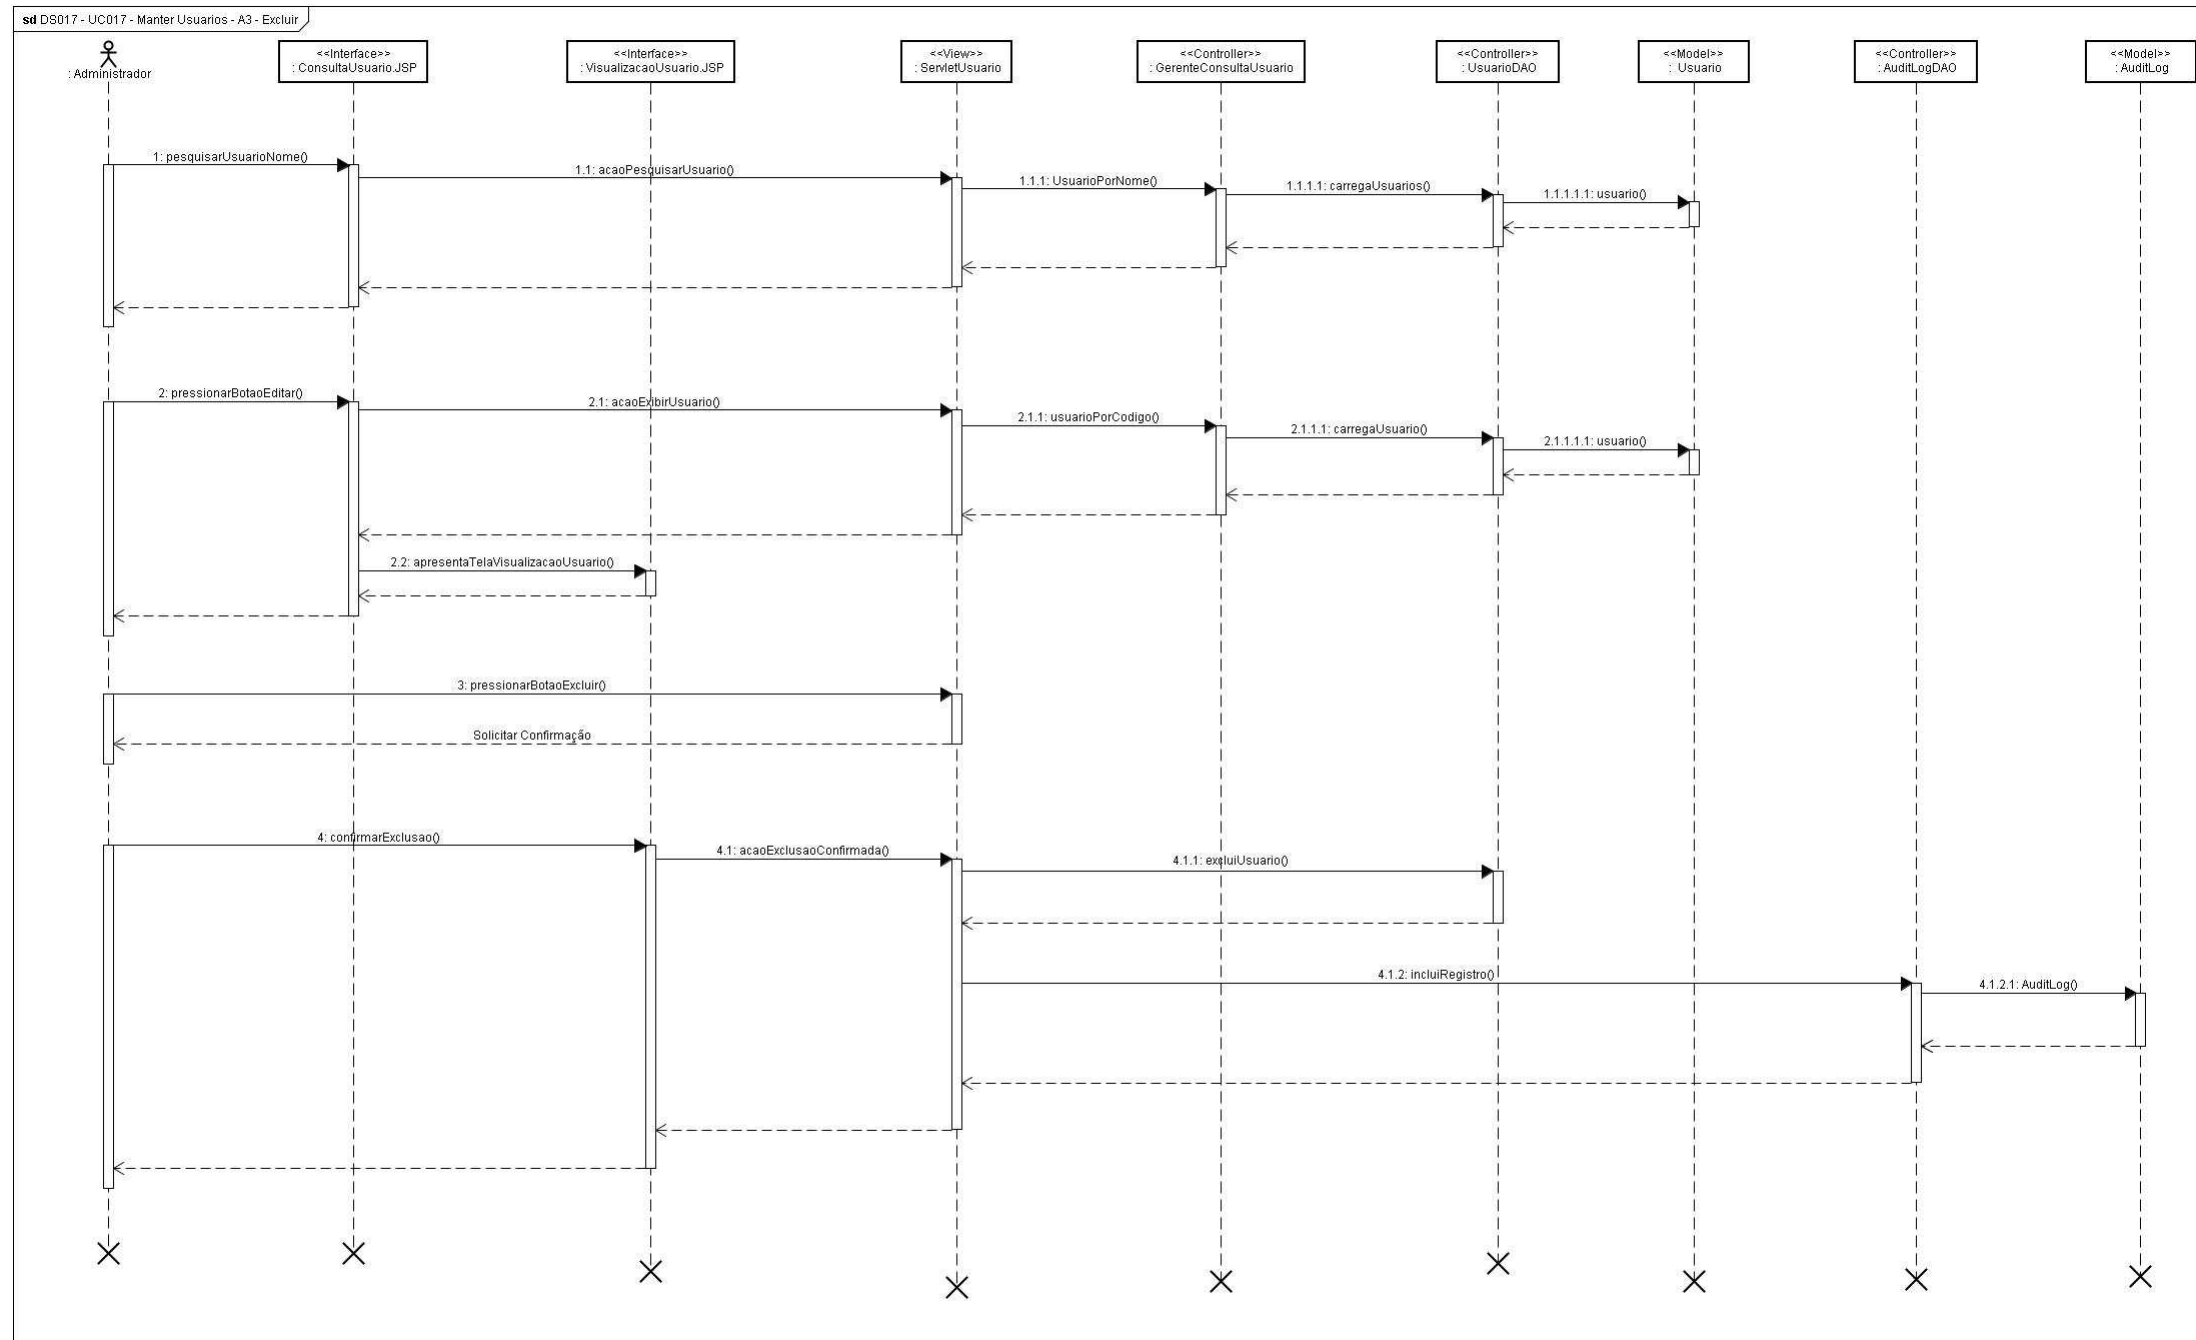 sd DS017 - UC017 - Manter Usuarios - A3 - Excluir
: Administrador
<<Interface>>
: ConsultaUsuario.JSP
<<Interface>>
: VisualizacaoUsuario.JSP
<<View>>
: ServletUsuario
<<Controller>>
: GerenteConsultaUsuario
<<Controller>>
: UsuarioDAO
<<Model>>
: Usuario
<<Controller>>
: AuditLogDAO
<<Model>>
: AuditLog
1: pesquisarUsuarioNome()
1.1: acaoPesquisarUsuario()
1.1.1: UsuarioPorNome()
1.1.1.1: carregaUsuarios()
1.1.1.1.1: usuario()
2: pressionarBotaoEditar()
2.1: acaoExibirUsuario()
2.1.1: usuarioPorCodigo()
2.1.1.1: carregaUsuario()
2.1.1.1.1: usuario()
2.2: apresentaTelaVisualizacaoUsuario()
3: pressionarBotaoExcluir()
Solicitar Confirmação
4: confirmarExclusao()
4.1: acaoExclusaoConfirmada()
4.1.1: excluiUsuario()
4.1.2: incluiRegistro()
4.1.2.1: AuditLog()